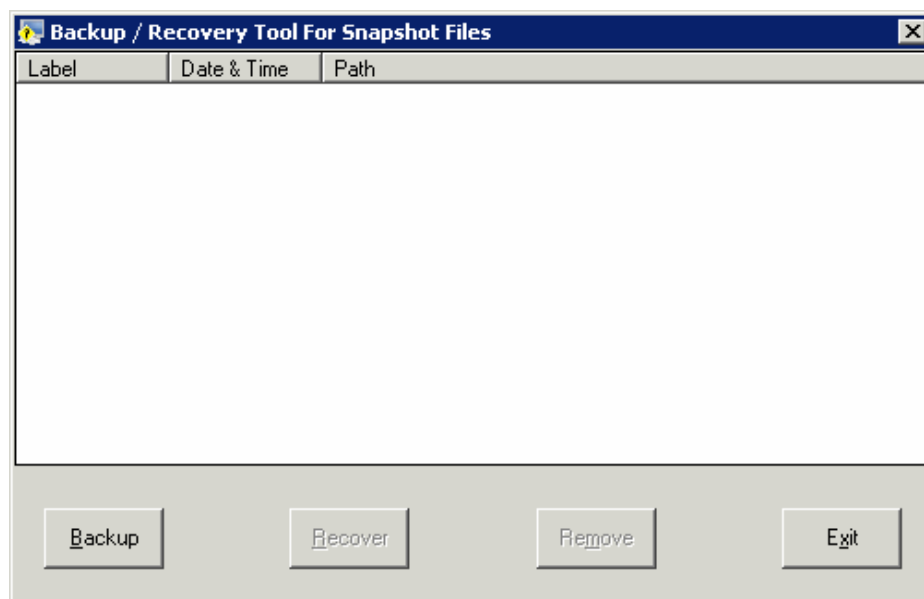 Backup / Recovery Tool For Snapshot Files
Label Date & Time Path
Backup Recover Remove Exit